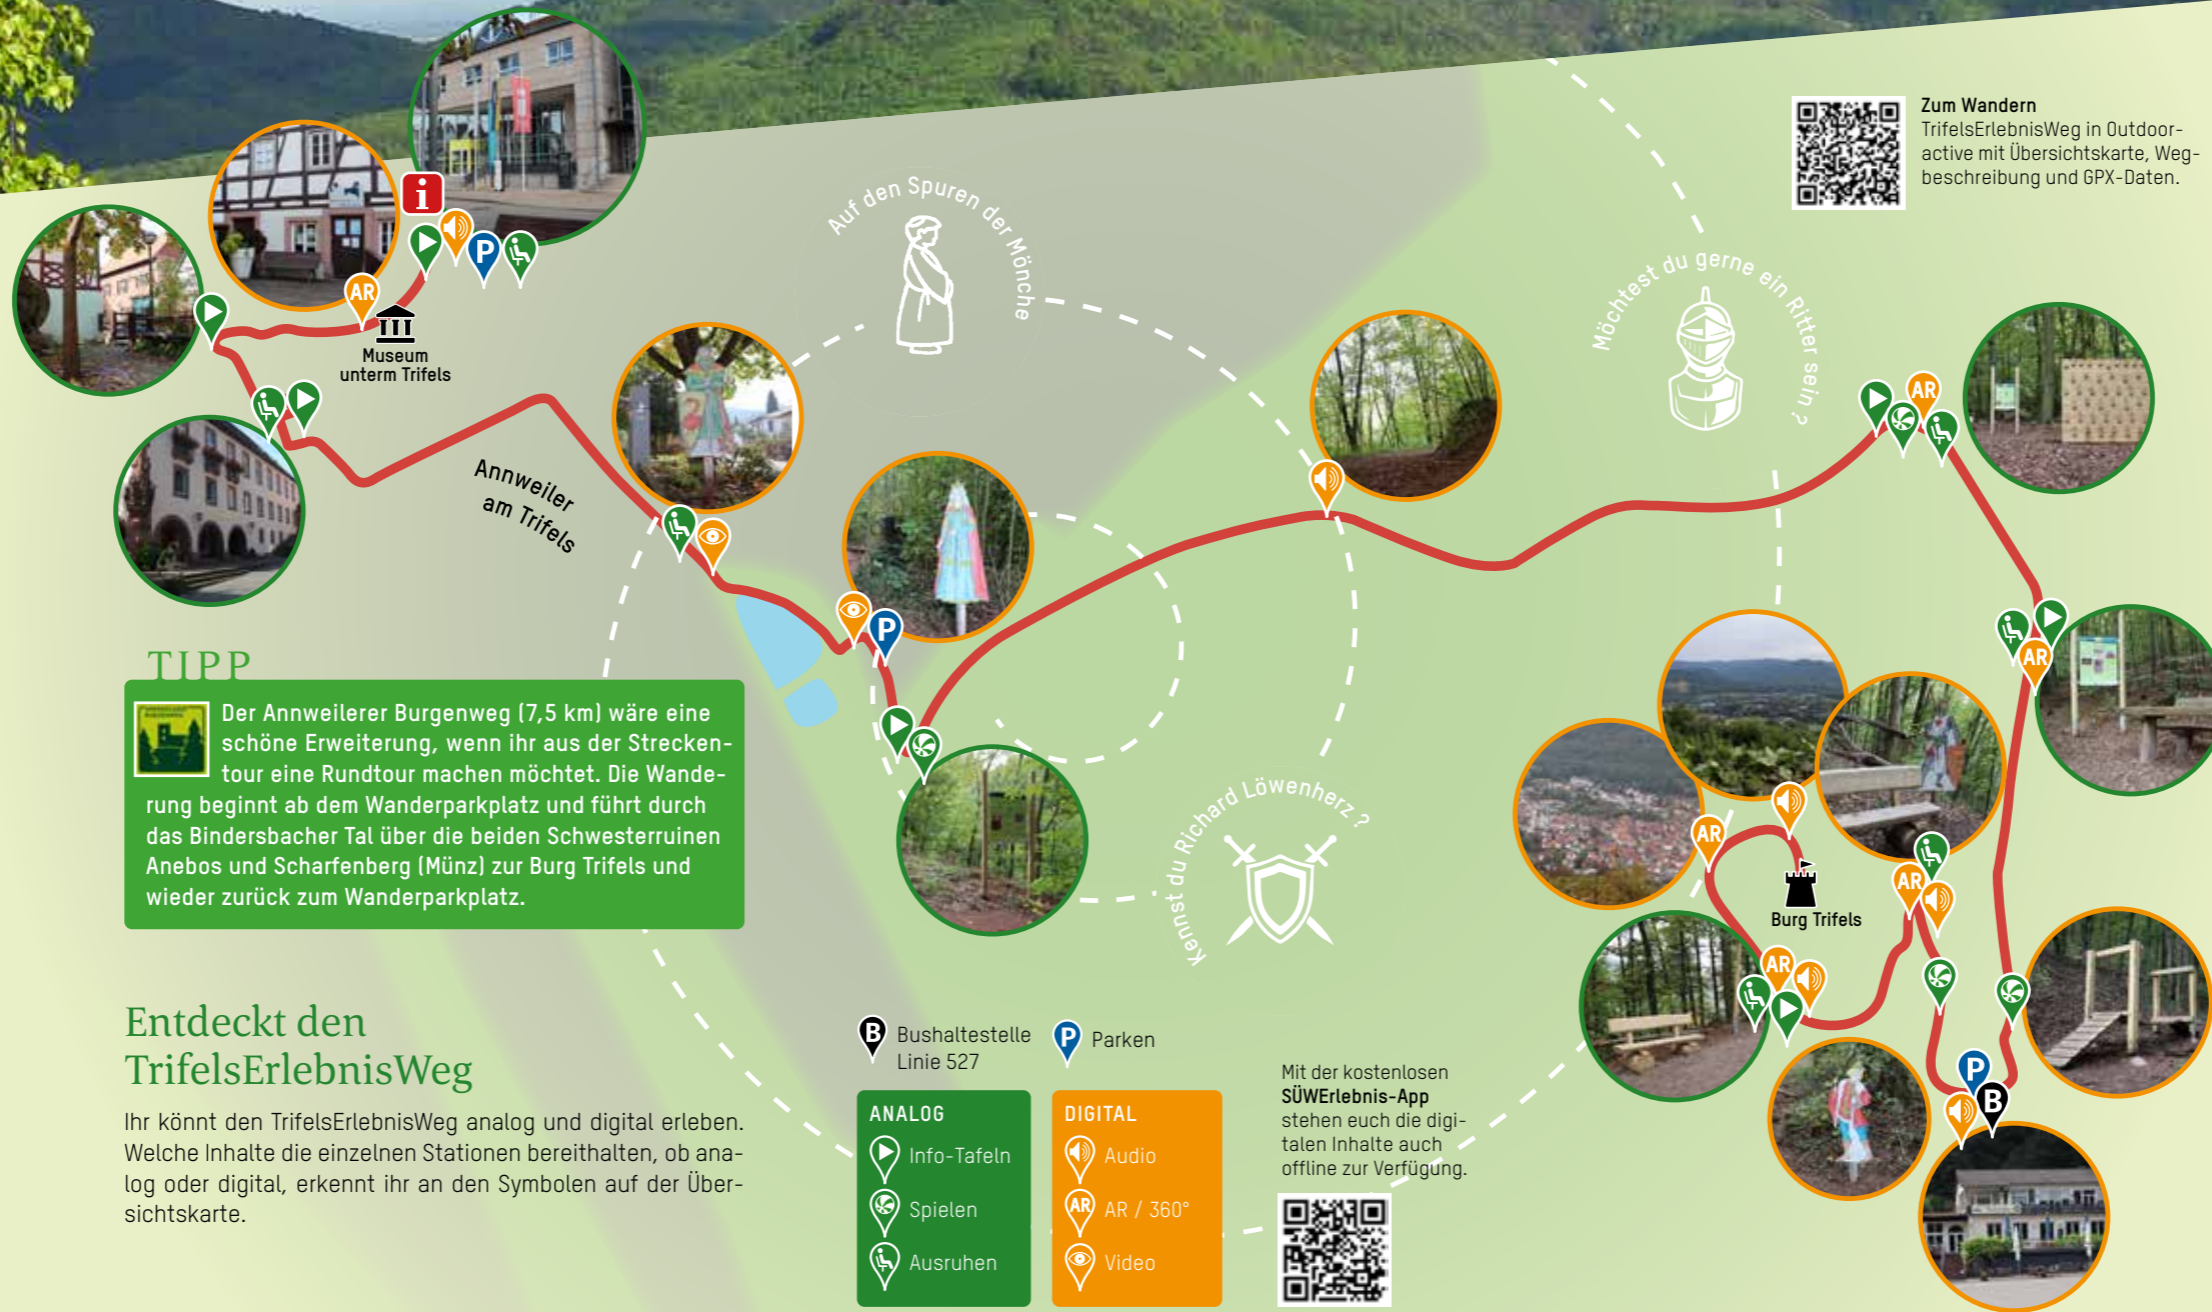 Zum Wandern
TrifelsErlebnisWeg in Outdoor-
active mit Übersichtskarte, Weg-
beschreibung und GPX-Daten.
i
P
AR
Museum
unterm Trifels
Auf den Spuren der Mönche
Möchtest du gerne ein Ritter sein ?
AR
Annweiler
am Trifels
P
AR
TIPP
Der Annweilerer Burgenweg (7,5 km) wäre eine
schöne Erweiterung, wenn ihr aus der Strecken-
tour eine Rundtour machen möchtet. Die Wande-
rung beginnt ab dem Wanderparkplatz und führt durch
das Bindersbacher Tal über die beiden Schwesterruinen
Anebos und Scharfenberg (Münz) zur Burg Trifels und
wieder zurück zum Wanderparkplatz.
Kennst du Richard Löwenherz ?
AR
AR
Burg Trifels
AR
P
B
Entdeckt den
TrifelsErlebnisWeg
Ihr könnt den TrifelsErlebnisWeg analog und digital erleben.
Welche Inhalte die einzelnen Stationen bereithalten, ob ana-
log oder digital, erkennt ihr an den Symbolen auf der Über-
sichtskarte.
B Bushaltestelle
Linie 527
P Parken
ANALOG
Info-Tafeln
Spielen
Ausruhen
DIGITAL
Audio
AR AR / 360°
Video
Mit der kostenlosen
SÜWErlebnis-App
stehen euch die digi-
talen Inhalte auch
offline zur Verfügung.